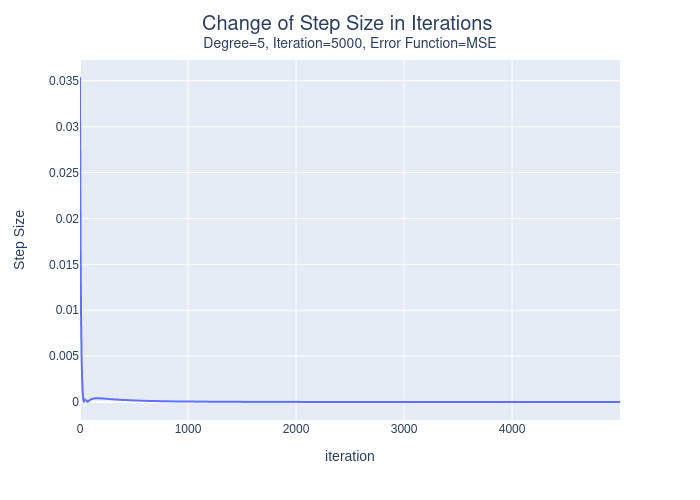 Change of Step Size in Iterations
Degree=5, Iteration=5000, Error Function=MSE
0.035
0.03
0.025
0.02
0.015
0.01
0.005
0
Step Size
0 1000 2000 3000 4000
iteration